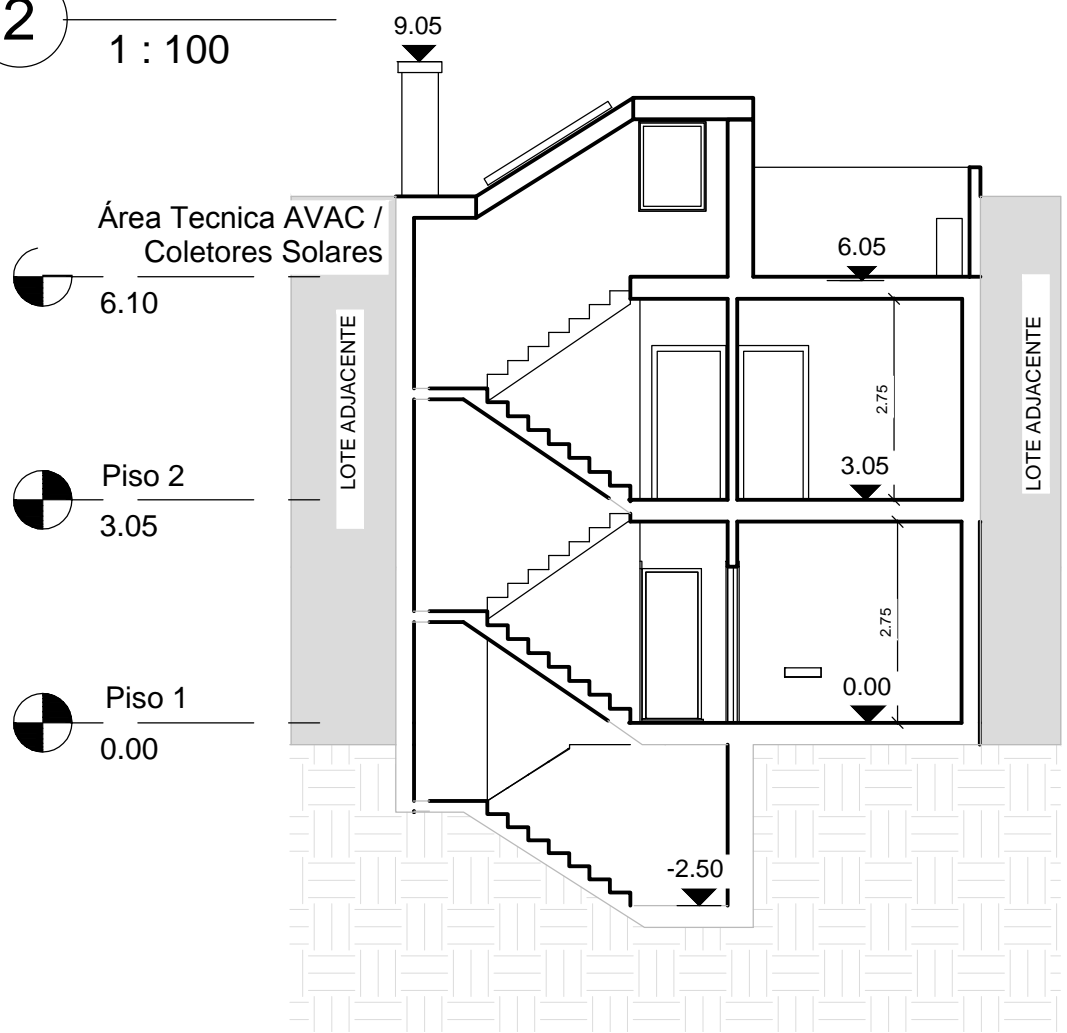 2
1 : 100
9.05
Área Tecnica AVAC /
Coletores Solares
6.10
6.05
LOTE ADJACENTE
LOTE ADJACENTE
2.75
Piso 2
3.05
3.05
2.75
Piso 1
0.00
0.00
-2.50